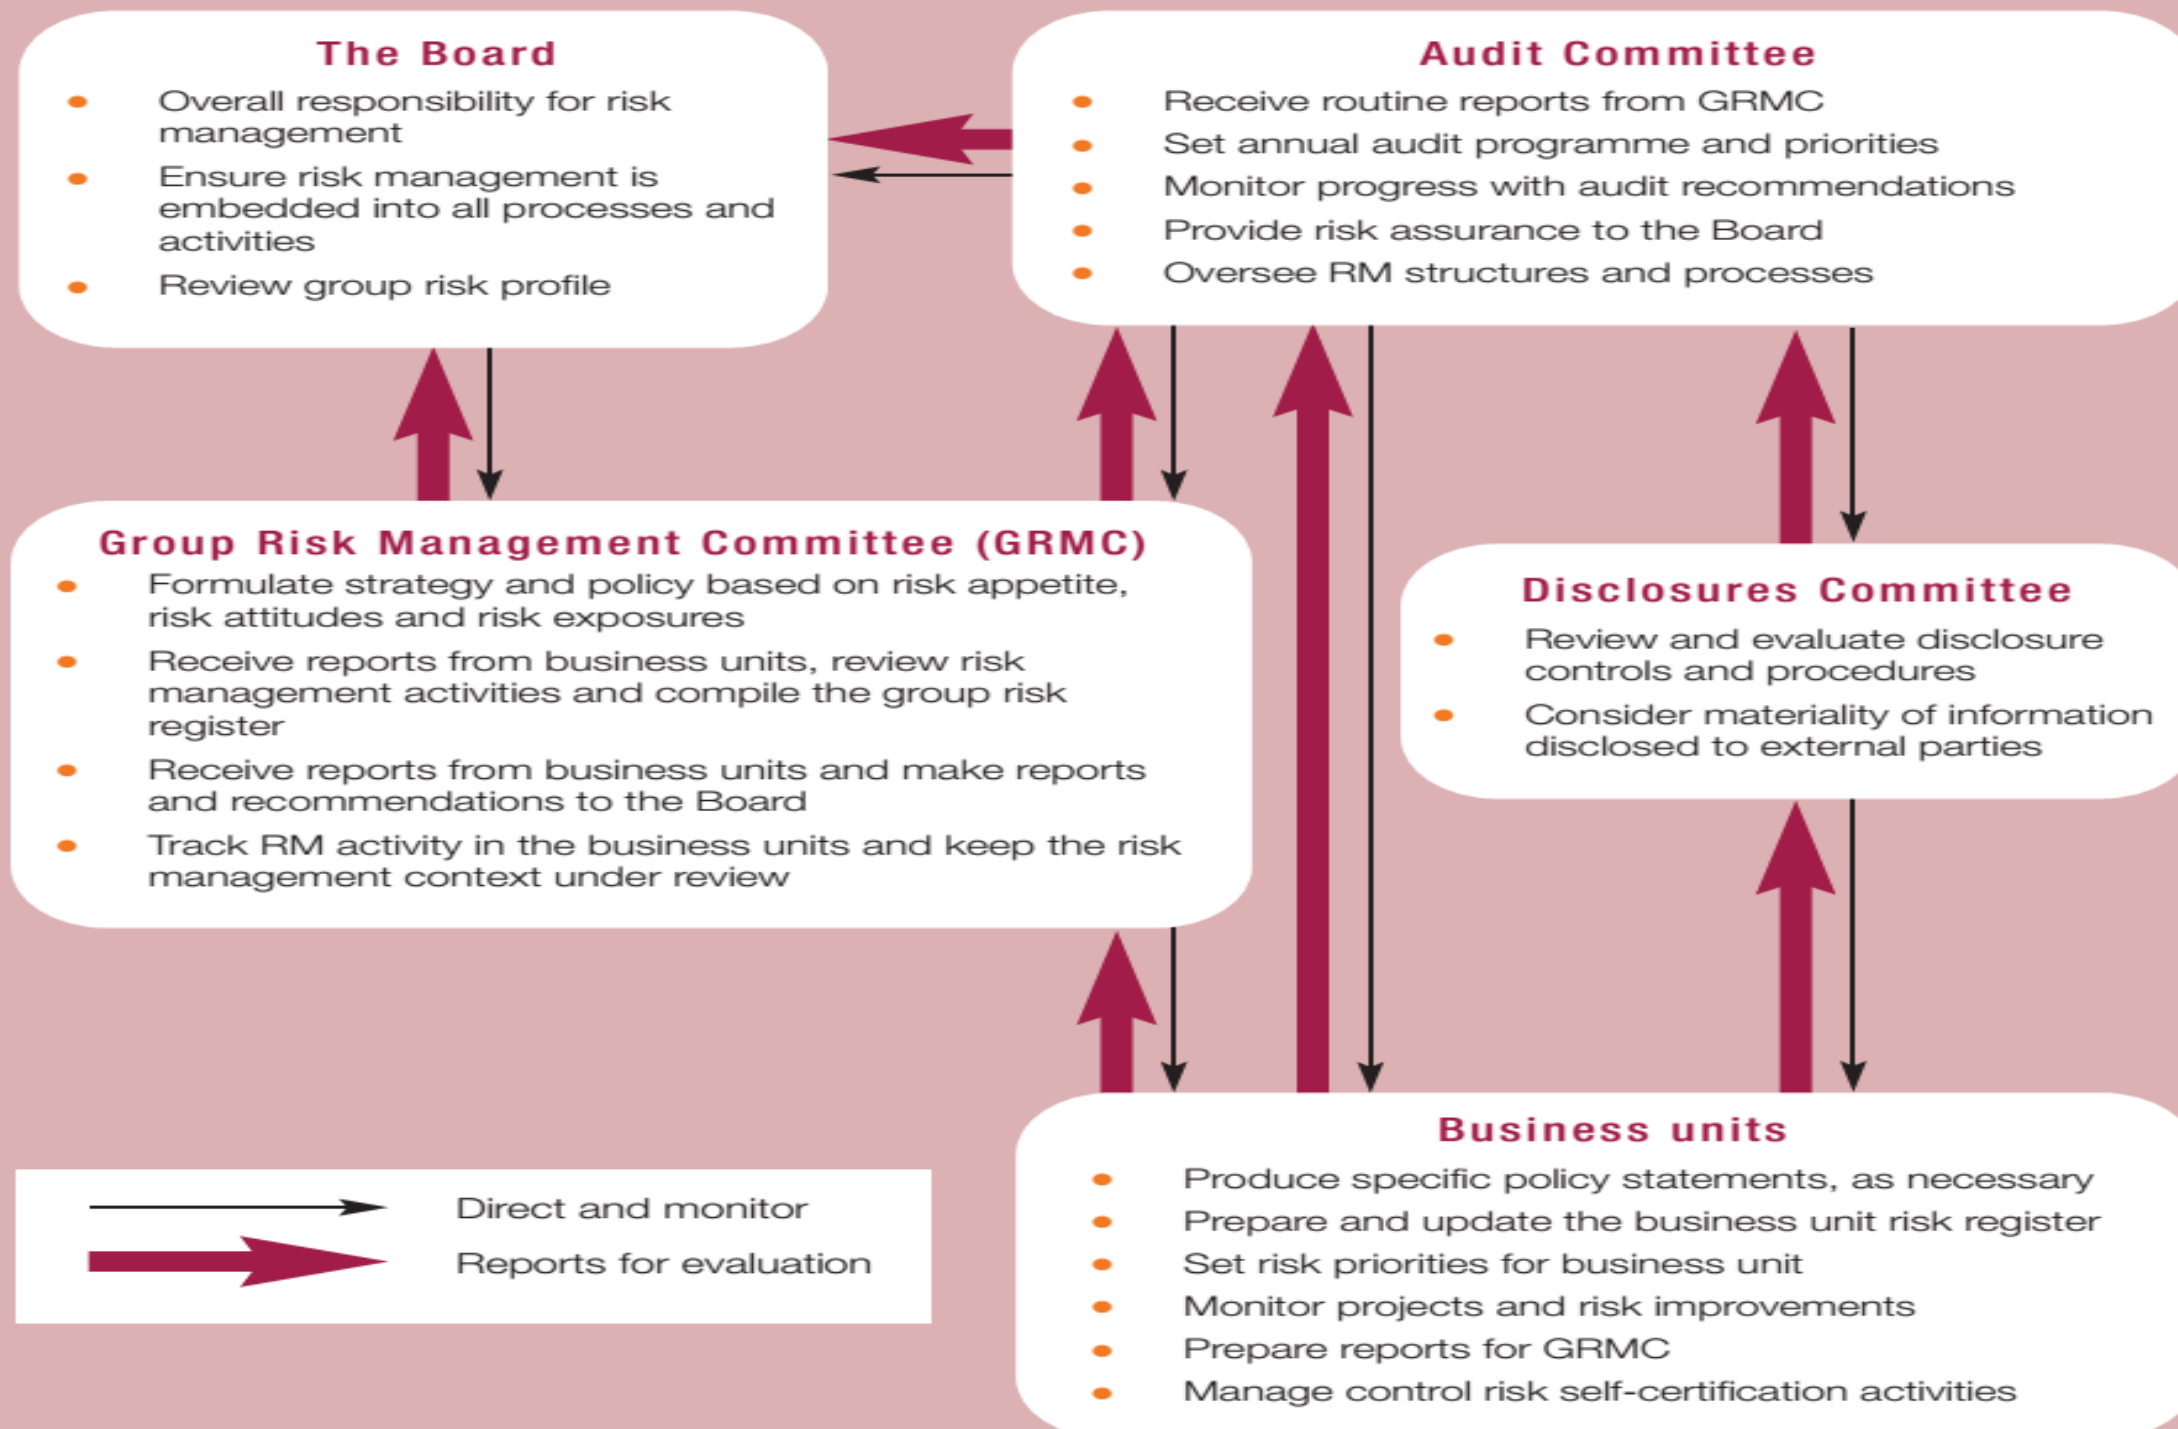 The Board
Overall responsibility for risk
management
Ensure risk management is
embedded into all processes and
activities
Review group risk profile
Audit Committee
Receive routine reports from GRMC
Set annual audit programme and priorities
Monitor progress with audit recommendations
Provide risk assurance to the Board
Oversee RM structures and processes
Group Risk Management Committee (GRMC)
Formulate strategy and policy based on risk appetite,
risk attitudes and risk exposures
Receive reports from business units, review risk
management activities and compile the group risk
register
Receive reports from business units and make reports
and recommendations to the Board
Track RM activity in the business units and keep the risk
management context under review
Disclosures Committee
Review and evaluate disclosure
controls and procedures
Consider materiality of information
disclosed to external parties
Business units
Produce specific policy statements, as necessary
Prepare and update the business unit risk register
Set risk priorities for business unit
Monitor projects and risk improvements
Prepare reports for GRMC
Manage control risk self-certification activities
Direct and monitor
Reports for evaluation